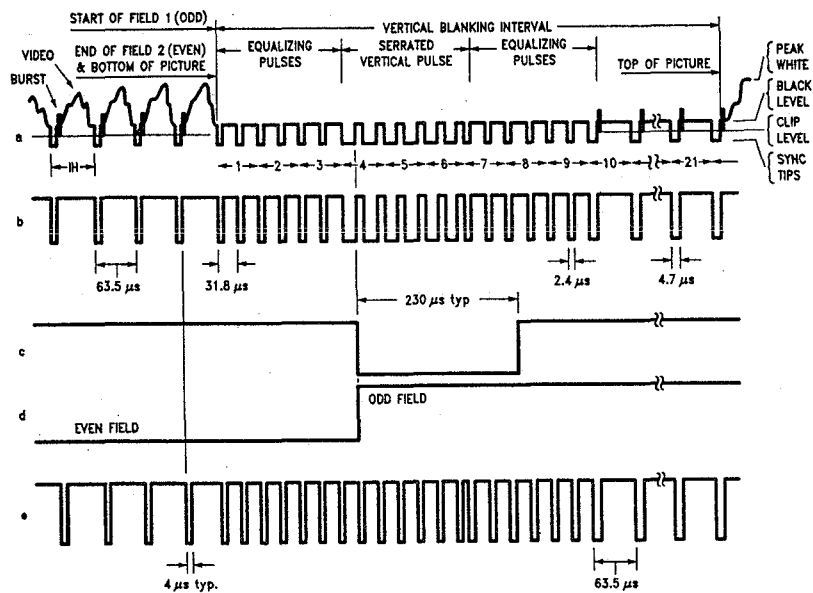 START OF FIELD 1 (ODD)
VERTICAL BLANKING INTERVAL
VIDEO
END OF FIELD 2 (EVEN)
& BOTTOM OF PICTURE
EQUALIZING
PULSES
SERRATED
VERTICAL PULSE
EQUALIZING
PULSES
TOP OF PICTURE
PEAK
WHITE
BURST
BLACK
LEVEL
CLIP
LEVEL
SYNC
TIPS
a
1H
1 2 3 4 5 6 7 8 9 10 21
b
63.5 µs
31.8 µs
2.4 µs
4.7 µs
230 µs typ
c
d
EVEN FIELD
ODD FIELD
e
4 µs typ.
63.5 µs